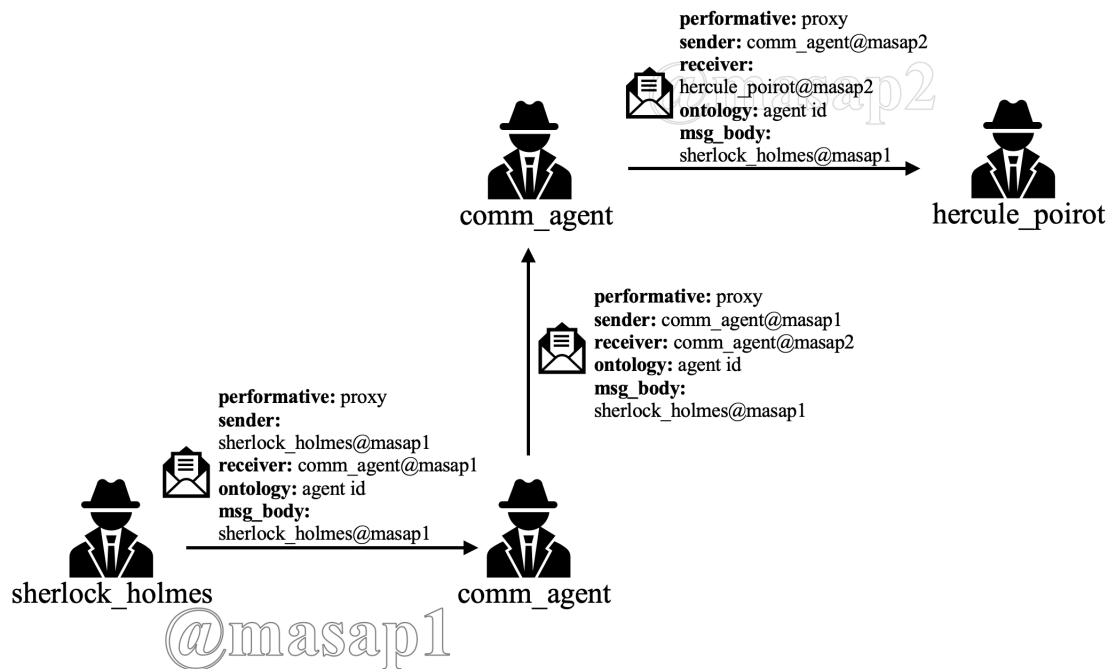 performative: proxy
sender: comm_agent@masap2
receiver:
hercule_poirot@masap2
ontology: agent id
msg_body:
sherlock_holmes@masap1
@masap2
comm_agent
hercule_poirot
performative: proxy
sender: comm_agent@masap1
receiver: comm_agent@masap2
ontology: agent id
msg_body:
sherlock_holmes@masap1
performative: proxy
sender:
sherlock_holmes@masap1
receiver: comm_agent@masap1
ontology: agent id
msg_body:
sherlock_holmes@masap1
sherlock_holmes
comm_agent
@masap1